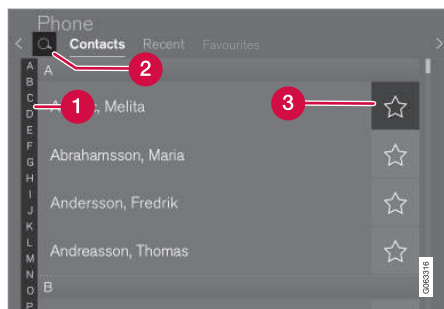 Phone
Contacts Recent Favourites
2
A
A
B
C
1
Melita
3
D
E
F
Abrahamsson, Maria
G
H
I
Andersson, Fredrik
J
K
L
Andreasson, Thomas
M
N
O
B
P
G063316